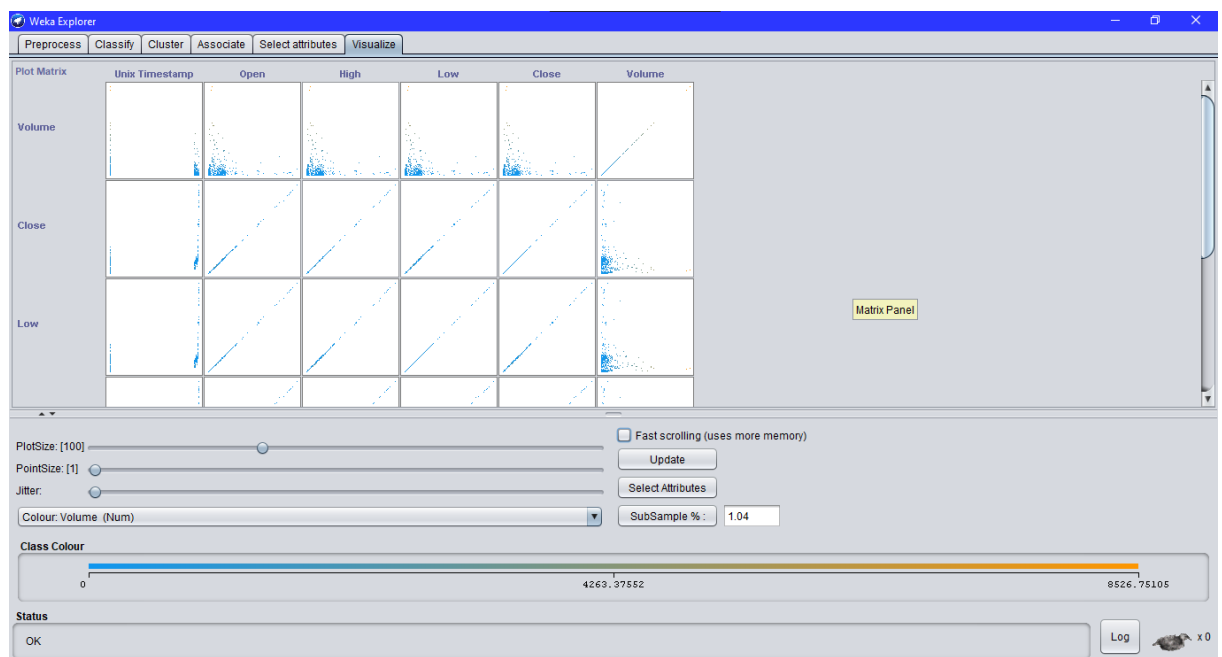 Weka Explorer
Preprocess Classify Cluster Associate Select attributes Visualize
Plot Matrix Unix Timestamp Open High Low Close Volume
Volume
Close
Low
Matrix Panel
PlotSize: [100]
Fast scrolling (uses more memory)
Update
PointSize: [1]
Jitter:
Select Attributes
Colour: Volume (Num)
SubSample % : 1.04
Class Colour
0 4263.37552 8526.75105
Status
OK
Log x 0